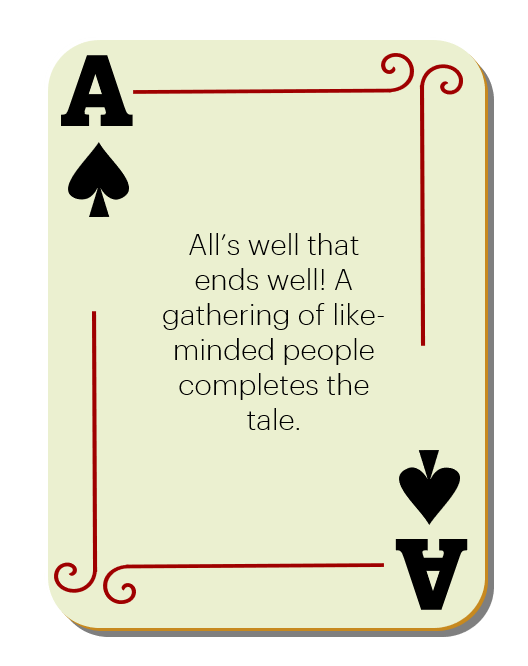 A
All’s well that
ends well! A
gathering of like-
minded people
completes the
tale.
A